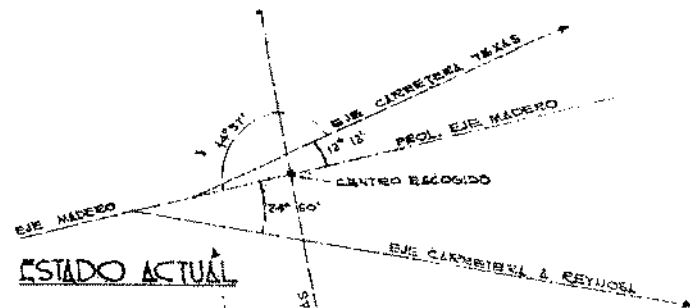 EJE CARRETERA TEXAS
12° 12'
PROL. EJE MADERO
CENTRO ESCOGIDO
24° 50'
EJE MADERO
EJE CARRETERA A REYNOSA
ESTADO ACTUAL